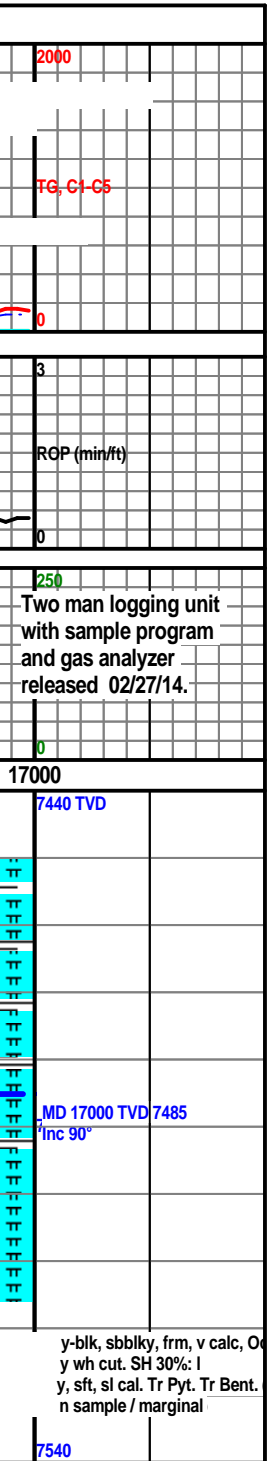 2000
TG, C1-C5
0
3
ROP (min/ft)
0
250
Two man logging unit
with sample program
and gas analyzer
released 02/27/14.
0
17000
7440 TVD
MD 17000 TVD 7485
Inc 90°
y-blk, sbblky, frm, v calc,
y wh cut. SH 30%:
y, sft, sl cal. Tr Pyt. Tr Bent.
n sample / marginal
7540